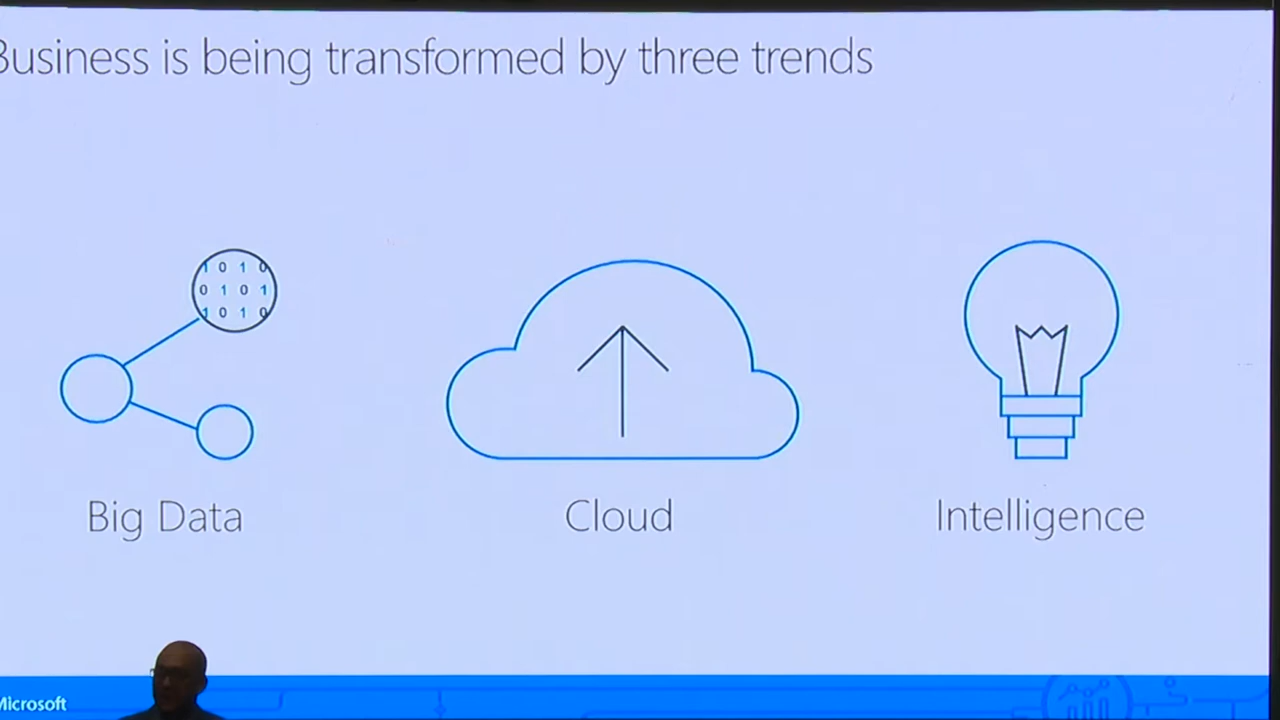 Business is being transformed by three trends
1 0 1 0
0 1 0 1
1 0 1 0
Big Data
Cloud
Intelligence
Microsoft